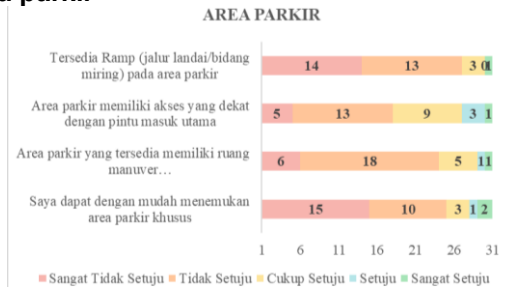 a parkir
AREA PARKIR
Tersedia Ramp (jalur landai/bidang
miring) pada area parkir
14 13 3 0 1
Area parkir memiliki akses yang dekat
dengan pintu masuk utama
5 13 9 3 1
Area parkir yang tersedia memiliki ruang
manuver…
6 18 5 1 1
Saya dapat dengan mudah menemukan
area parkir khusus
15 10 3 1 2
1 6 11 16 21 26 31
Sangat Tidak Setuju Tidak Setuju Cukup Setuju Setuju Sangat Setuju